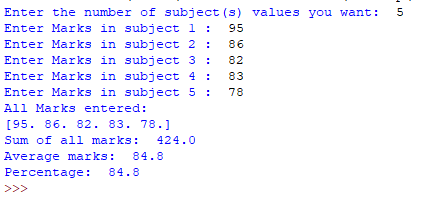 Enter the number of subject(s) values you want:  5
Enter Marks in subject 1 :  95
Enter Marks in subject 2 :  86
Enter Marks in subject 3 :  82
Enter Marks in subject 4 :  83
Enter Marks in subject 5 :  78
All Marks entered:
[95. 86. 82. 83. 78.]
Sum of all marks:  424.0
Average marks:  84.8
Percentage:  84.8
>>>